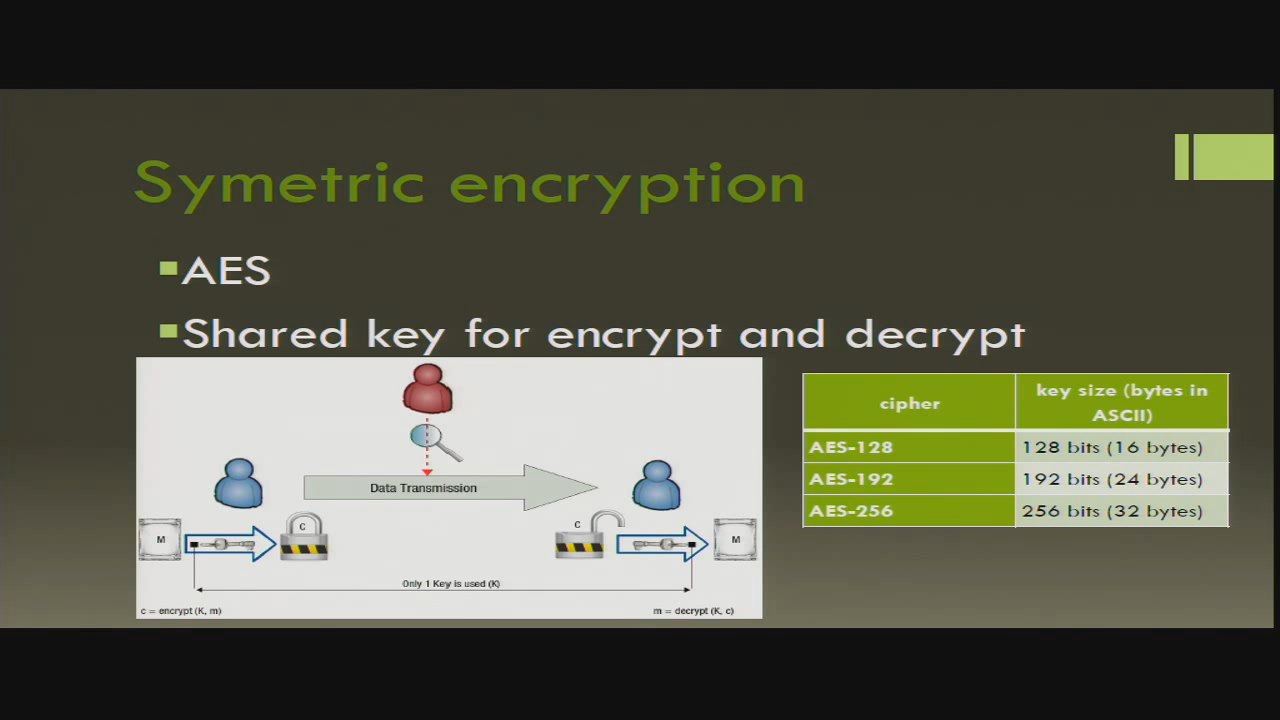 Symetric encryption
AES
Shared key for encrypt and decrypt
Data Transmission
M
C
C
M
Only 1 Key is used (K)
c = encrypt (K, m)
m = decrypt (K, c)
cipher
key size (bytes in
ASCII)
AES-128
128 bits (16 bytes)
AES-192
192 bits (24 bytes)
AES-256
256 bits (32 bytes)